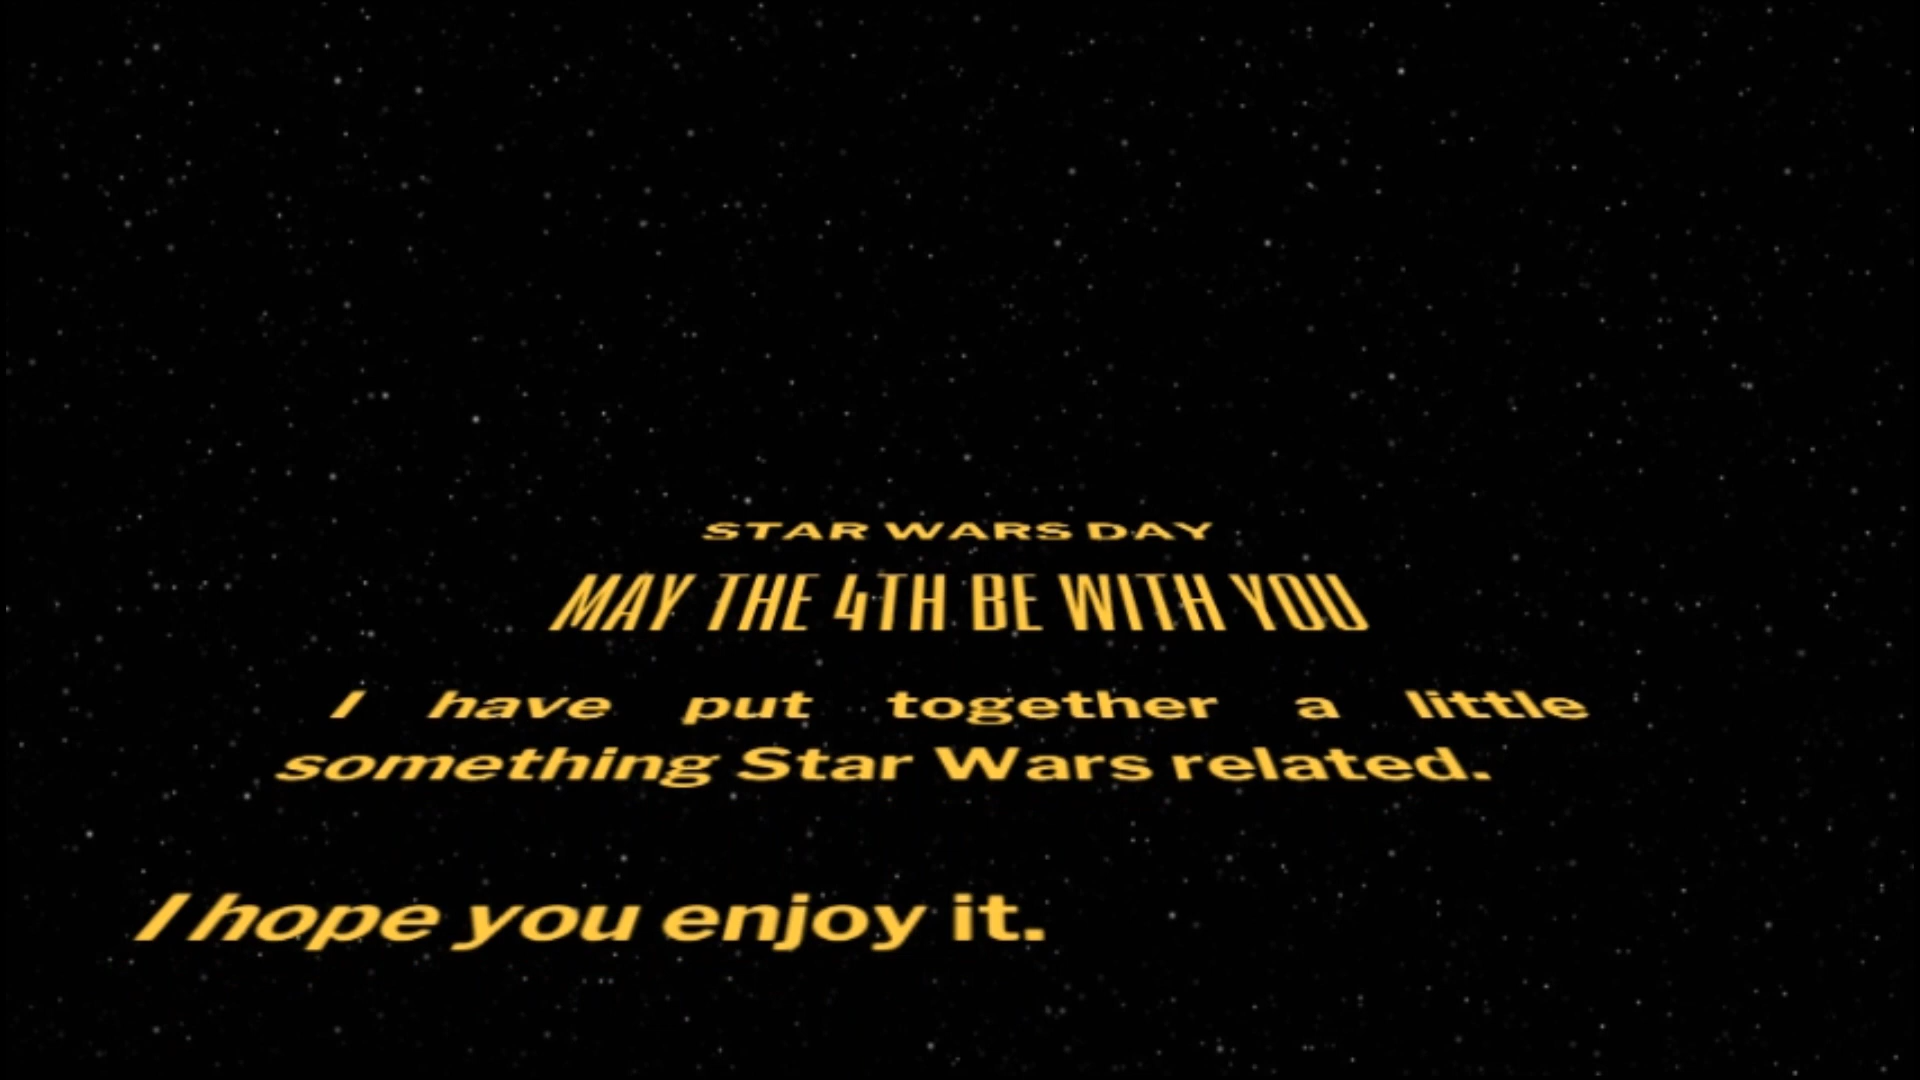 STAR WARS DAY
MAY THE 4TH BE WITH YOU
I have put together a little
something Star Wars related.
I hope you enjoy it.